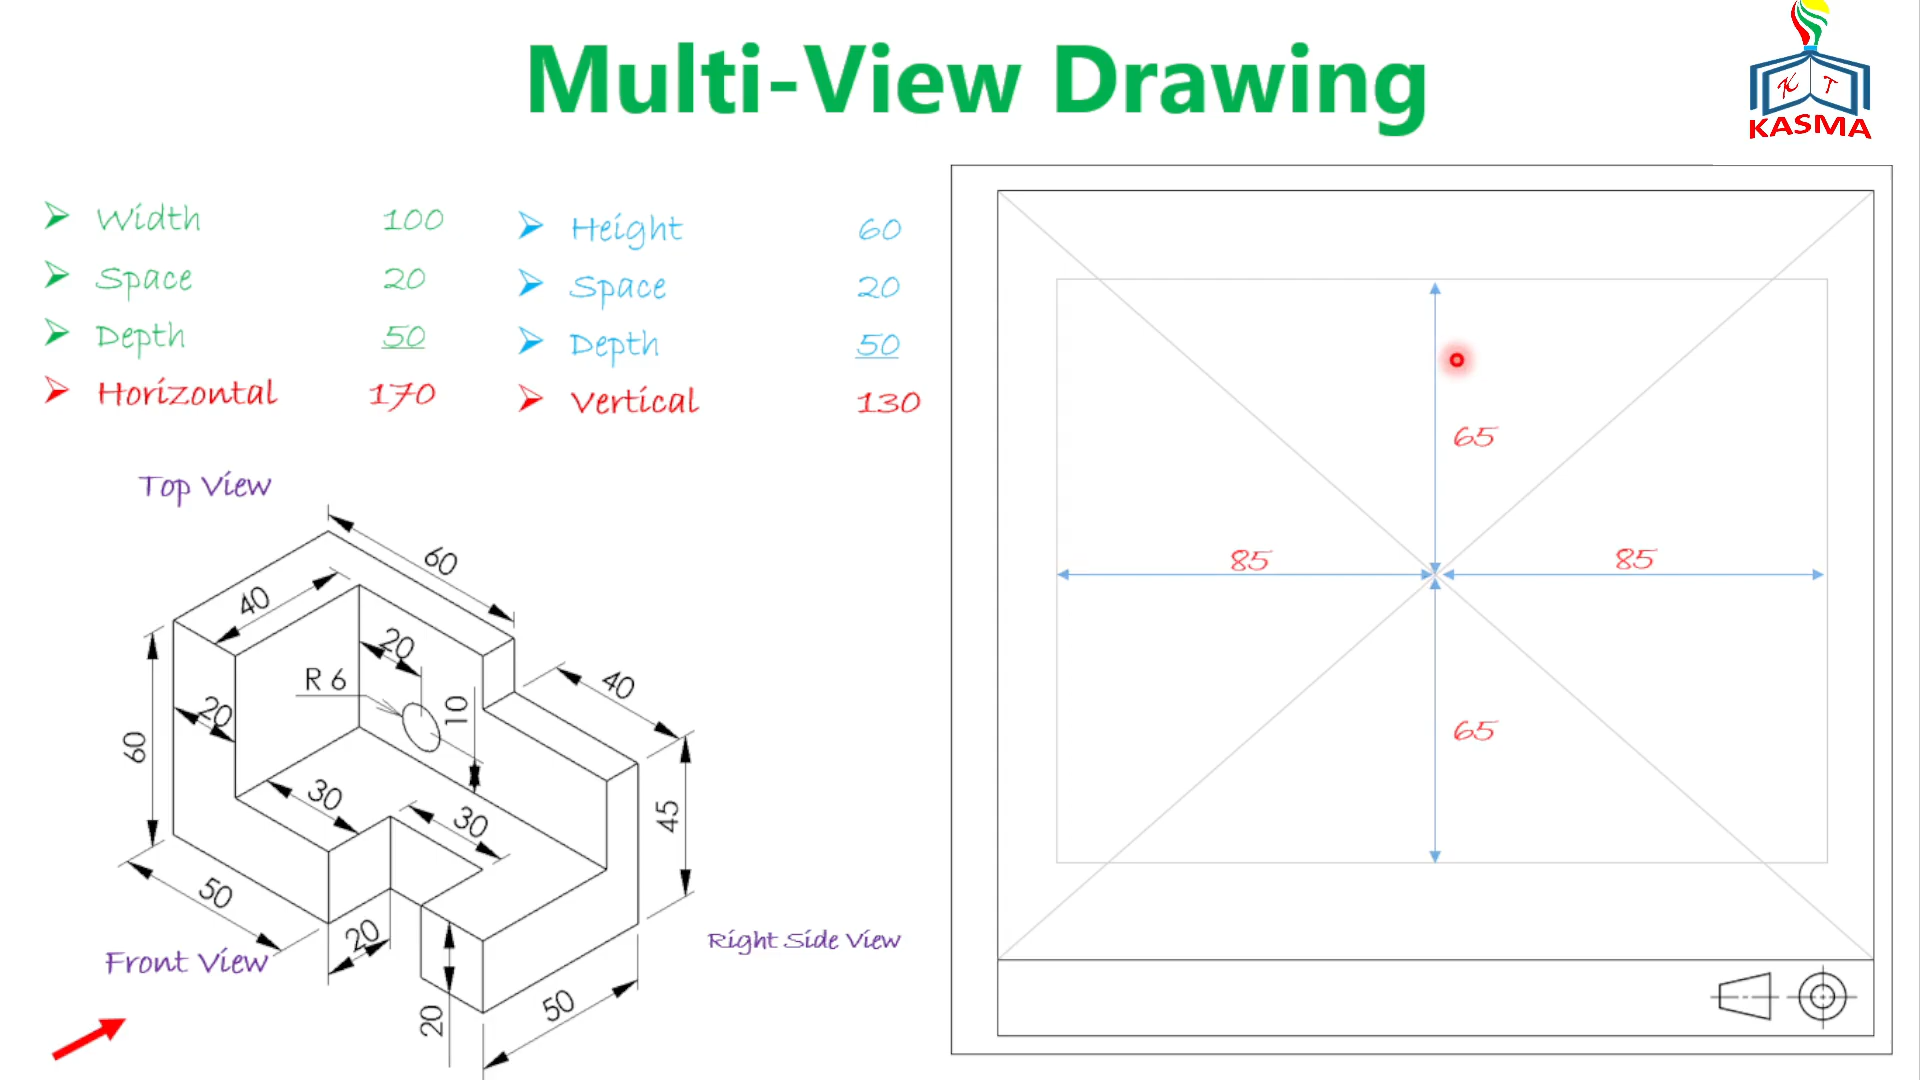 Multi-View Drawing
K T
KASMA
Width 100
Space 20
Depth 50
Horizontal 170
Height 60
Space 20
Depth 50
Vertical 130
65
85
85
65
Top View
60
40
20
R 6
10
40
20
60
30
30
45
50
20
20
50
Front View
Right Side View